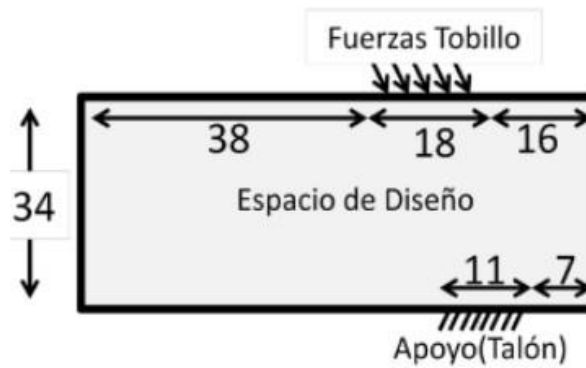 Fuerzas Tobillo
38 18 16
34
Espacio de Diseño
11 7
Apoyo(Talón)